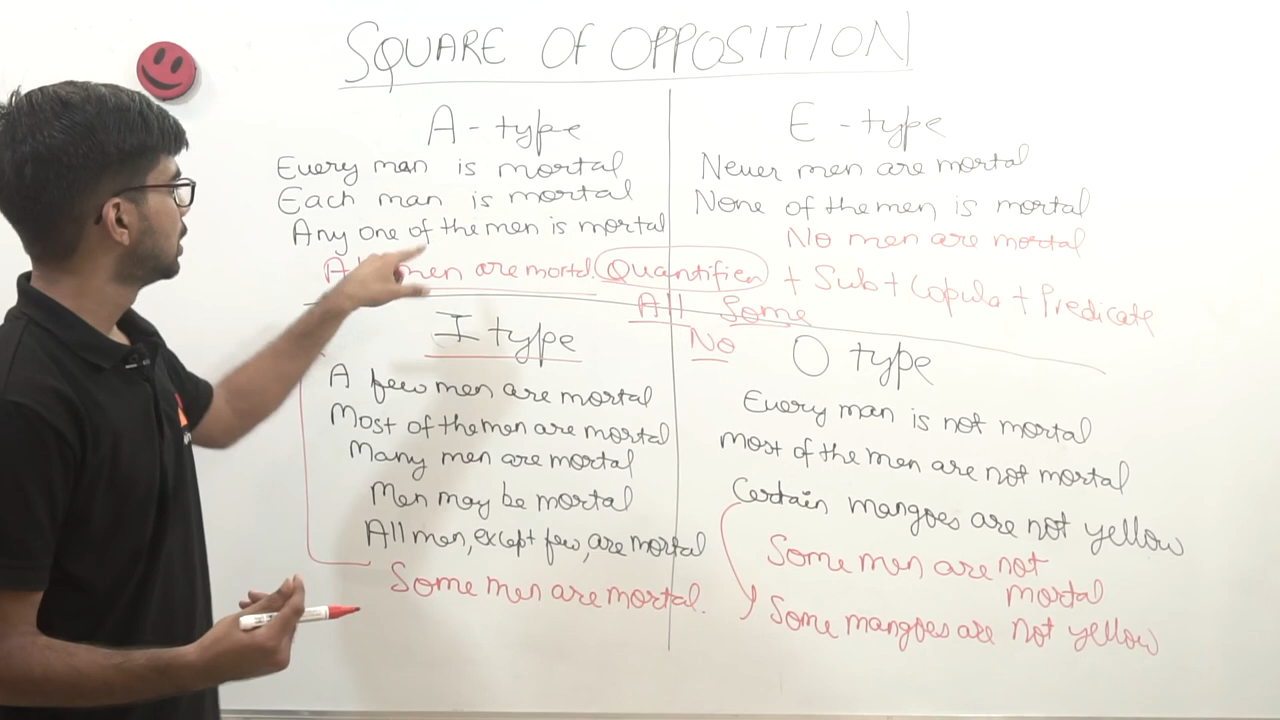 SQUARE OF OPPOSITION
A - type
Every man is mortal
Each man is mortal
Any one of the men is mortal
men are mortal
E - type
Never men are mortal
None of the men is mortal
No men are mortal
Quantifier + Sub + Copula + Predicate
All Some
No
I type
A few men are mortal
Most of the men are mortal
Many men are mortal
Men may be mortal
All men, except few, are mortal
Some men are mortal.
O type
Every man is not mortal
Most of the men are not mortal
Certain mangoes are not yellow
Some men are not
mortal
Some mangoes are not yellow